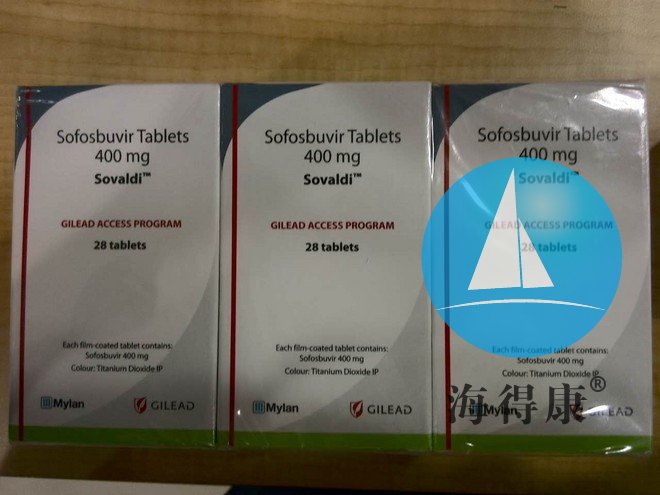 Sofosbuvir Tablets
400 mg
Sovaldi™
GILEAD ACCESS PROGRAM
28 tablets
Each film-coated tablet contains:
Sofosbuvir 400 mg
Colour: Titanium Dioxide IP
Mylan
GILEAD
Sofosbuvir Tablets
400 mg
Sovaldi™
GILEAD ACCESS PROGRAM
28 tablets
Each film-coated tablet contains:
Sofosbuvir 400 mg
Colour: Titanium Dioxide IP
Mylan
GILEAD
Sofosbuvir Tablets
400 mg
Sovaldi™
GILEAD ACCESS PROGRAM
28 tablets
Each film-coated tablet contains:
Sofosbuvir 400 mg
Colour: Titanium Dioxide IP
Mylan
GILEAD
海得康®